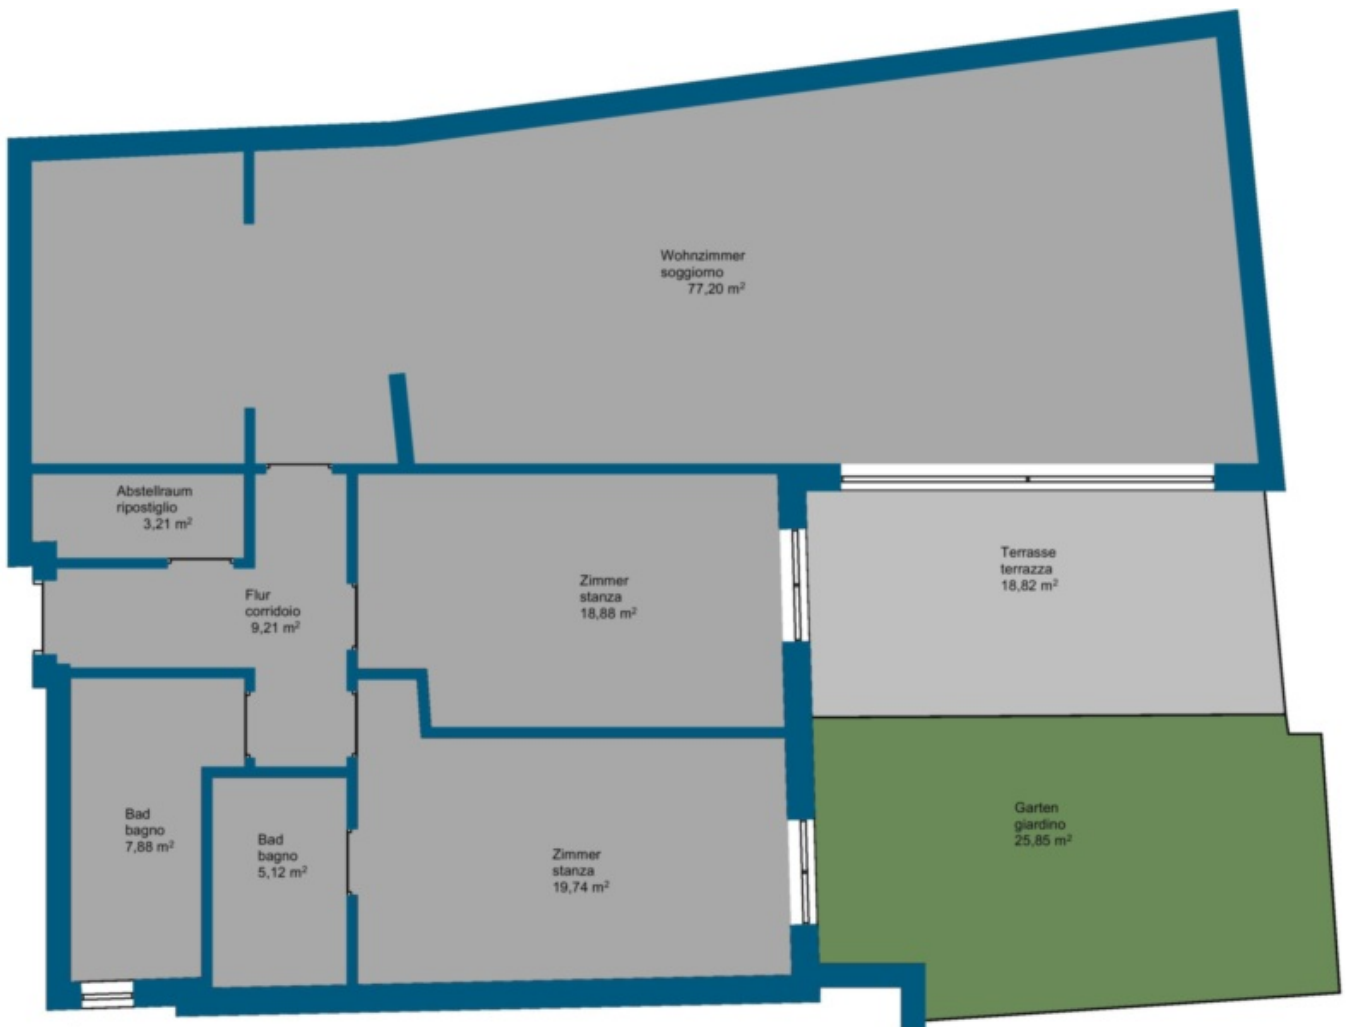 Wohnzimmer
soggiorno
77,20 m²
Abstellraum
ripostiglio
3,21 m²
Flur
corridoio
9,21 m²
Zimmer
stanza
18,88 m²
Terrasse
terrazza
18,82 m²
Bad
bagno
7,88 m²
Bad
bagno
5,12 m²
Zimmer
stanza
19,74 m²
Garten
giardino
25,85 m²